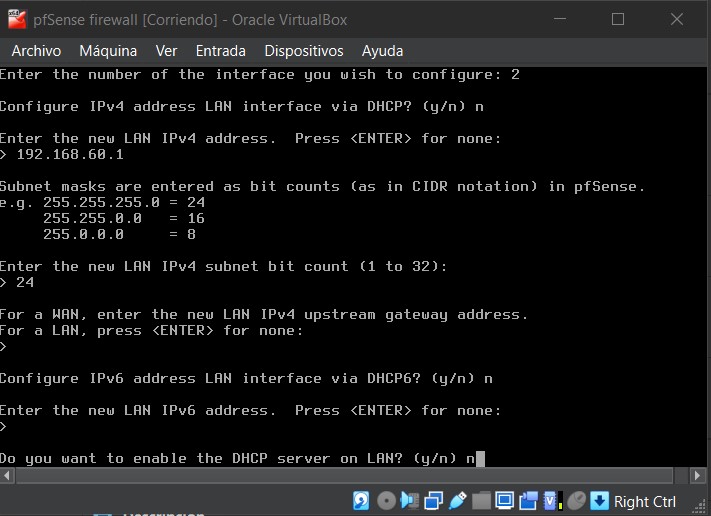 pfSense firewall [Corriendo] - Oracle VirtualBox
Archivo Máquina Ver Entrada Dispositivos Ayuda
Enter the number of the interface you wish to configure: 2
Configure IPv4 address LAN interface via DHCP? (y/n) n
Enter the new LAN IPv4 address.  Press <ENTER> for none:
> 192.168.60.1
Subnet masks are entered as bit counts (as in CIDR notation) in pfSense.
e.g. 255.255.255.0 = 24
     255.255.0.0   = 16
     255.0.0.0     = 8
Enter the new LAN IPv4 subnet bit count (1 to 32):
> 24
For a WAN, enter the new LAN IPv4 upstream gateway address.
For a LAN, press <ENTER> for none:
>
Configure IPv6 address LAN interface via DHCP6? (y/n) n
Enter the new LAN IPv6 address.  Press <ENTER> for none:
>
Do you want to enable the DHCP server on LAN? (y/n) n
Right Ctrl